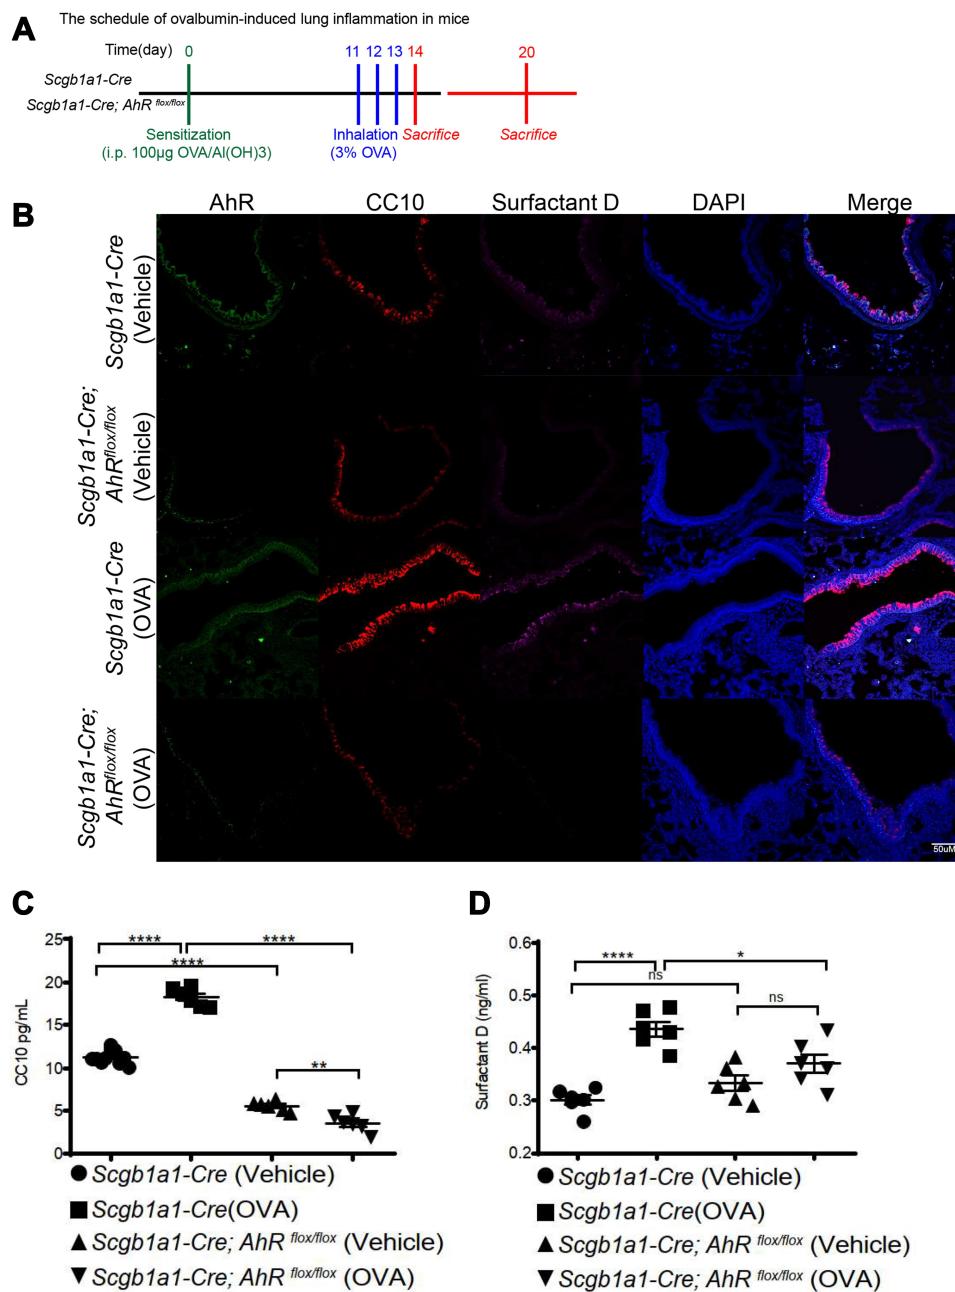 A The schedule of ovalbumin-induced lung inflammation in mice
Time(day) 0 11 12 13 14 20
Scgb1a1-Cre
Scgb1a1-Cre; AhR flox/flox
Sensitization Inhalation Sacrifice Sacrifice
(i.p. 100μg OVA/Al(OH)3) (3% OVA)
B AhR CC10 Surfactant D DAPI Merge
Scgb1a1-Cre
(Vehicle)
Scgb1a1-Cre;
AhRflox/flox
(Vehicle)
Scgb1a1-Cre
(OVA)
Scgb1a1-Cre;
AhRflox/flox
(OVA)
50uM
C
CC10 pg/mL
25
20
15
10
5
0
**** ****
****
**
Scgb1a1-Cre (Vehicle)
Scgb1a1-Cre(OVA)
Scgb1a1-Cre; AhR flox/flox (Vehicle)
Scgb1a1-Cre; AhR flox/flox (OVA)
D
Surfactant D (ng/ml)
0.6
0.5
0.4
0.3
0.2
**** *
ns
ns
Scgb1a1-Cre (Vehicle)
Scgb1a1-Cre(OVA)
Scgb1a1-Cre; AhR flox/flox (Vehicle)
Scgb1a1-Cre; AhR flox/flox (OVA)